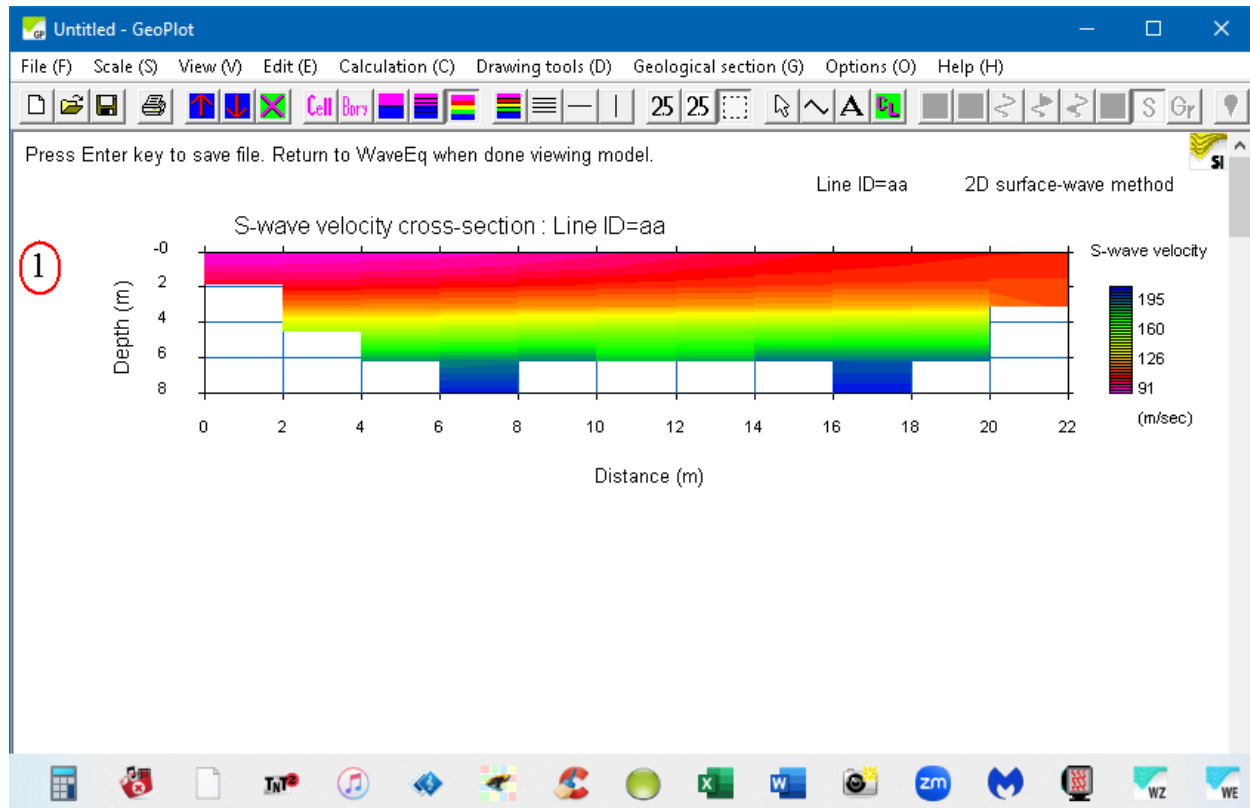 Untitled - GeoPlot
File (F) Scale (S) View (V) Edit (E) Calculation (C) Drawing tools (D) Geological section (G) Options (O) Help (H)
Cell Bory 25 25 A S Gr
Press Enter key to save file. Return to WaveEq when done viewing model.
SI
Line ID=aa 2D surface-wave method
S-wave velocity cross-section : Line ID=aa
1
-0
2
4
6
8
Depth (m)
0 2 4 6 8 10 12 14 16 18 20 22
Distance (m)
S-wave velocity
195
160
126
91
(m/sec)
TNT2 X W zm WZ WE